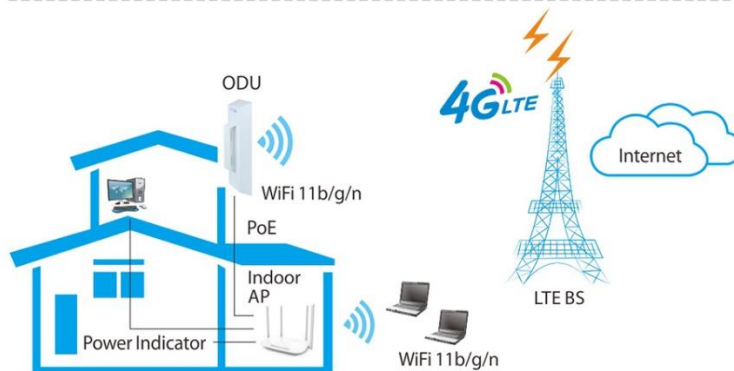 ODU
4G LTE
WiFi 11b/g/n
Internet
PoE
Indoor
AP
LTE BS
Power Indicator
WiFi 11b/g/n